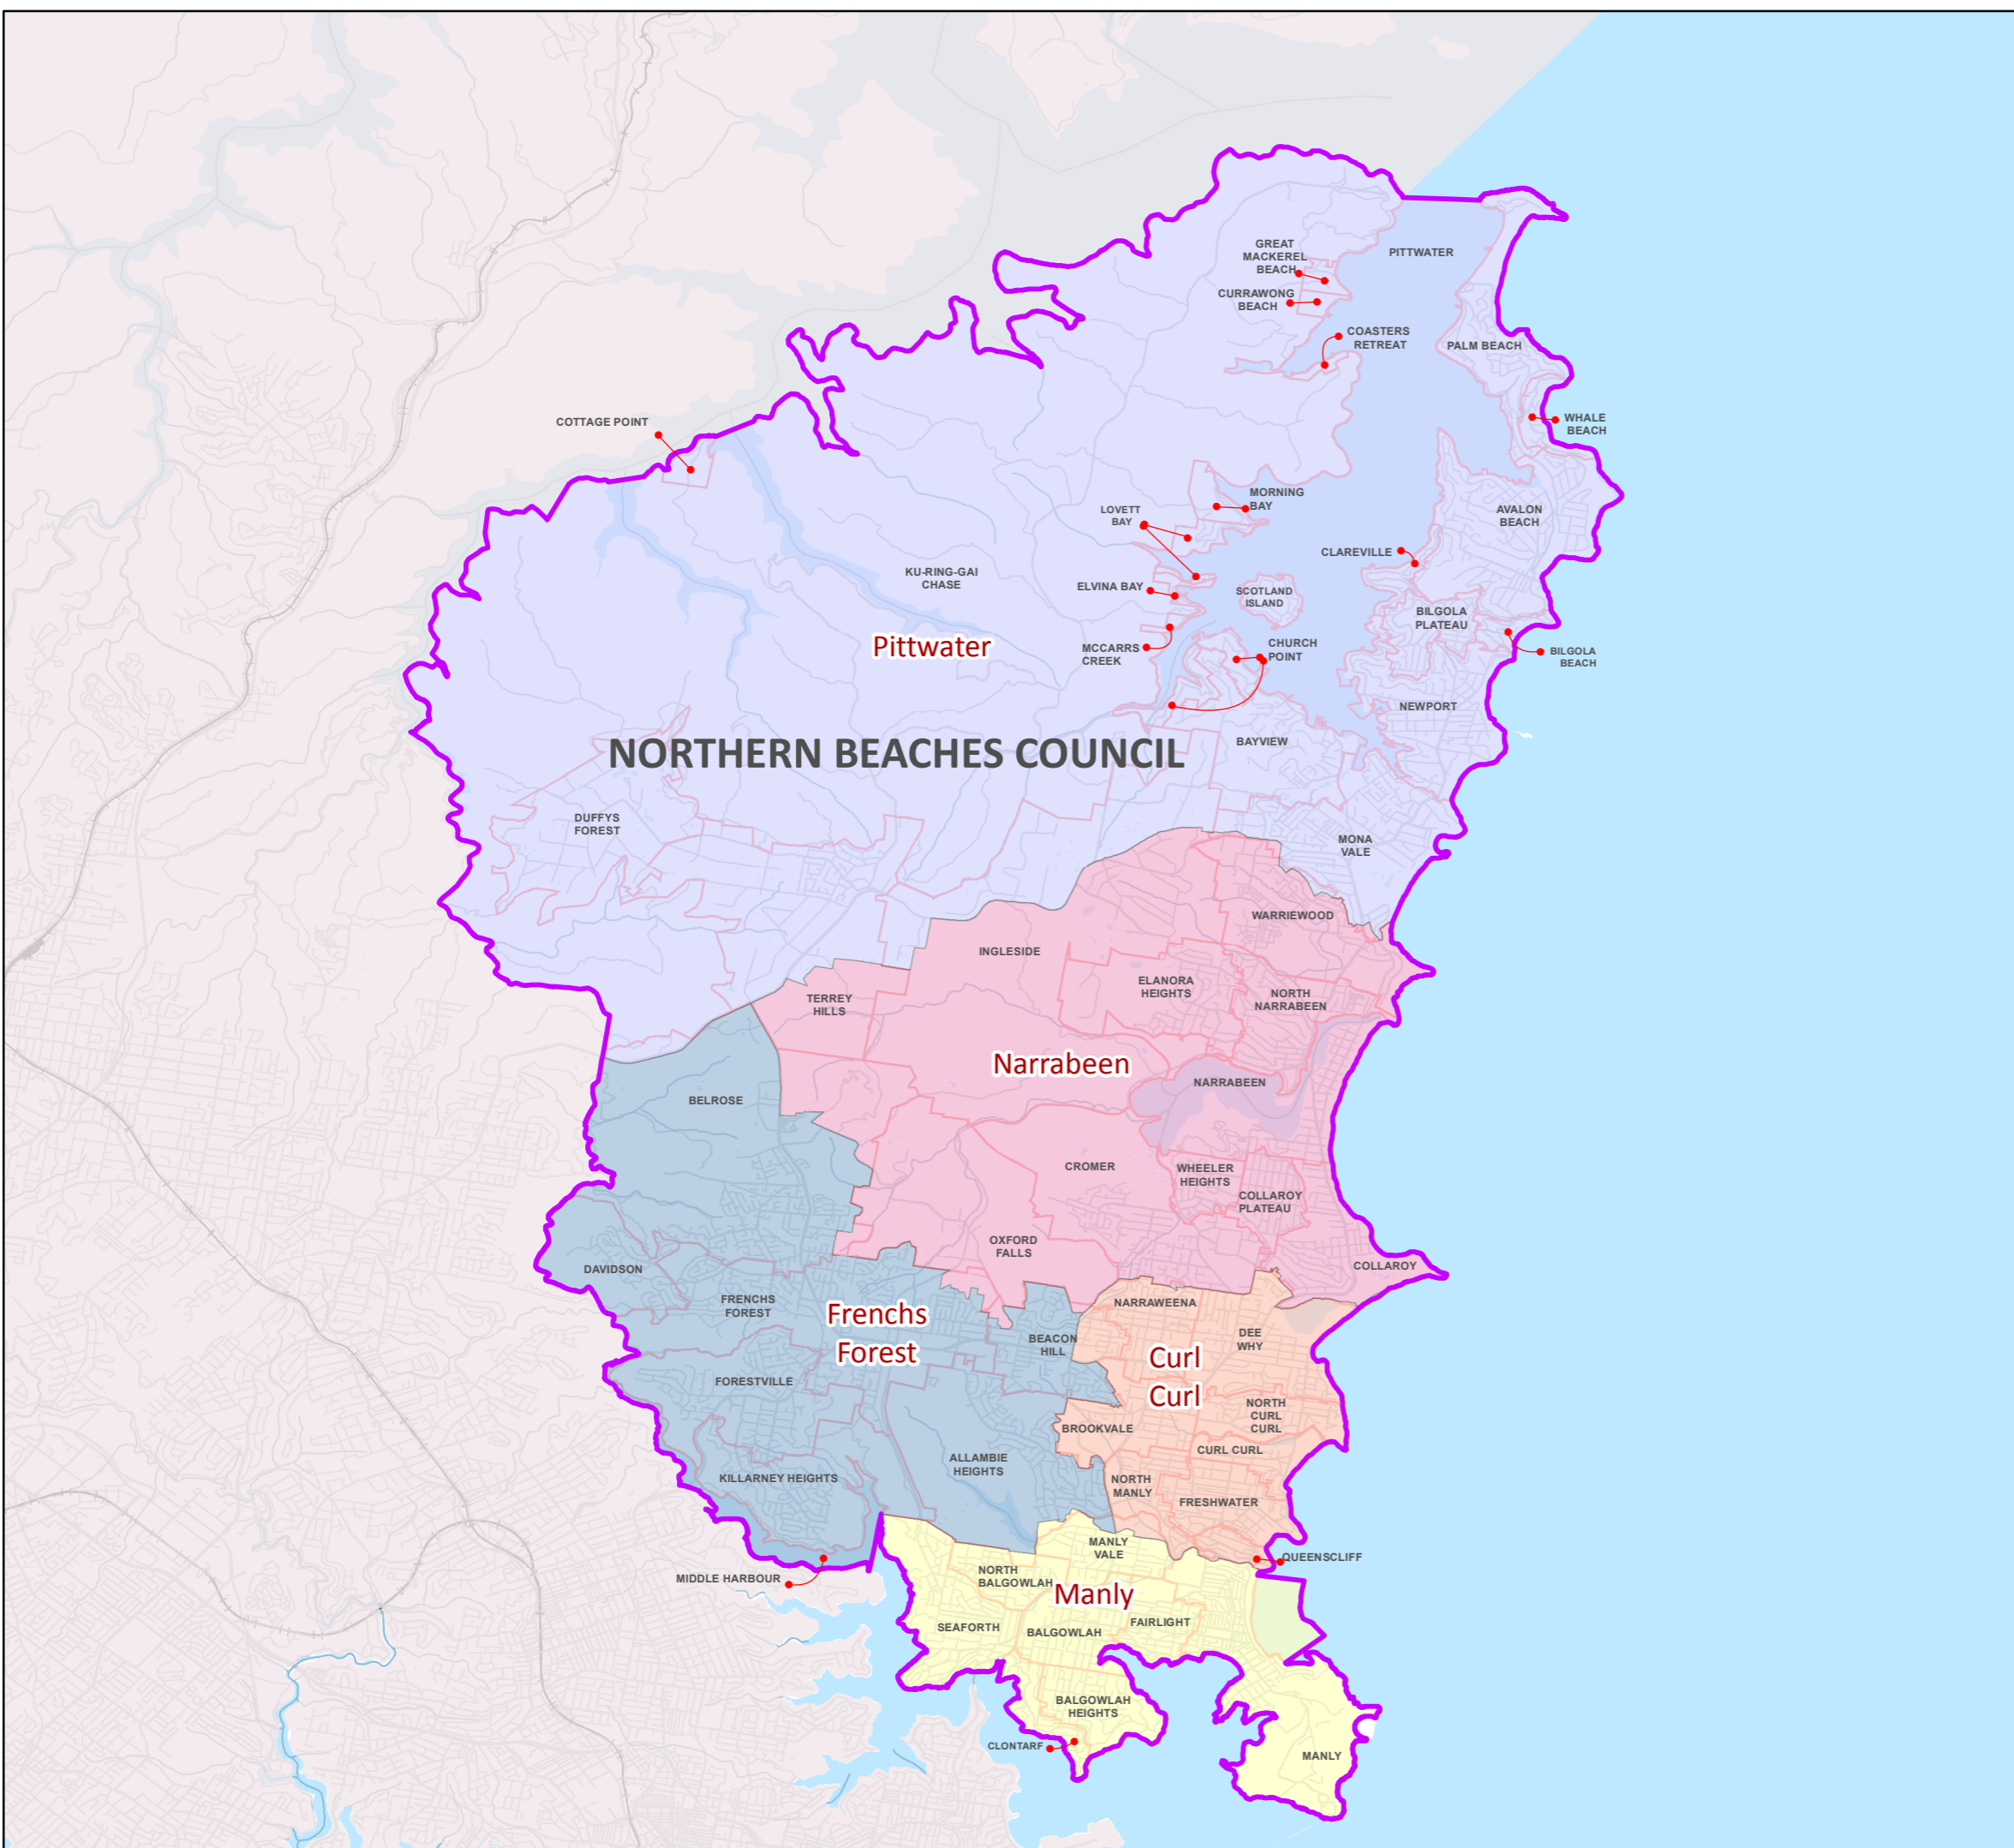 GREAT
MACKEREL
BEACH
PITTWATER
CURRAWONG
BEACH
COASTERS
RETREAT
PALM BEACH
WHALE
BEACH
COTTAGE POINT
MORNING
BAY
LOVETT
BAY
AVALON
BEACH
CLAREVILLE
KU-RING-GAI
CHASE
ELVINA BAY
SCOTLAND
ISLAND
BILGOLA
PLATEAU
Pittwater
MCCARRS
CREEK
CHURCH
POINT
BILGOLA
BEACH
NEWPORT
NORTHERN BEACHES COUNCIL
BAYVIEW
DUFFYS
FOREST
MONA
VALE
WARRIEWOOD
INGLESIDE
ELANORA
HEIGHTS
NORTH
NARRABEEN
TERREY
HILLS
Narrabeen
NARRABEEN
BELROSE
CROMER
WHEELER
HEIGHTS
COLLAROY
PLATEAU
OXFORD
FALLS
COLLAROY
DAVIDSON
FRENCHS
FOREST
Frenchs
Forest
NARRAWEENA
BEACON
HILL
DEE
WHY
Curl
Curl
FORESTVILLE
NORTH
CURL
CURL
BROOKVALE
CURL CURL
ALLAMBIE
HEIGHTS
KILLARNEY HEIGHTS
NORTH
MANLY
FRESHWATER
MANLY
VALE
QUEENSCLIFF
MIDDLE HARBOUR
NORTH
BALGOWLAH
Manly
SEAFORTH
BALGOWLAH
FAIRLIGHT
BALGOWLAH
HEIGHTS
CLONTARF
MANLY